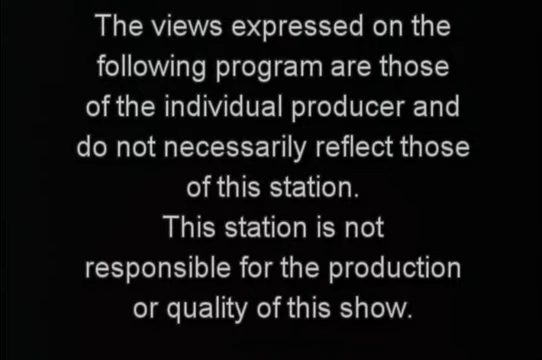 The views expressed on the
following program are those
of the individual producer and
do not necessarily reflect those
of this station.
This station is not
responsible for the production
or quality of this show.